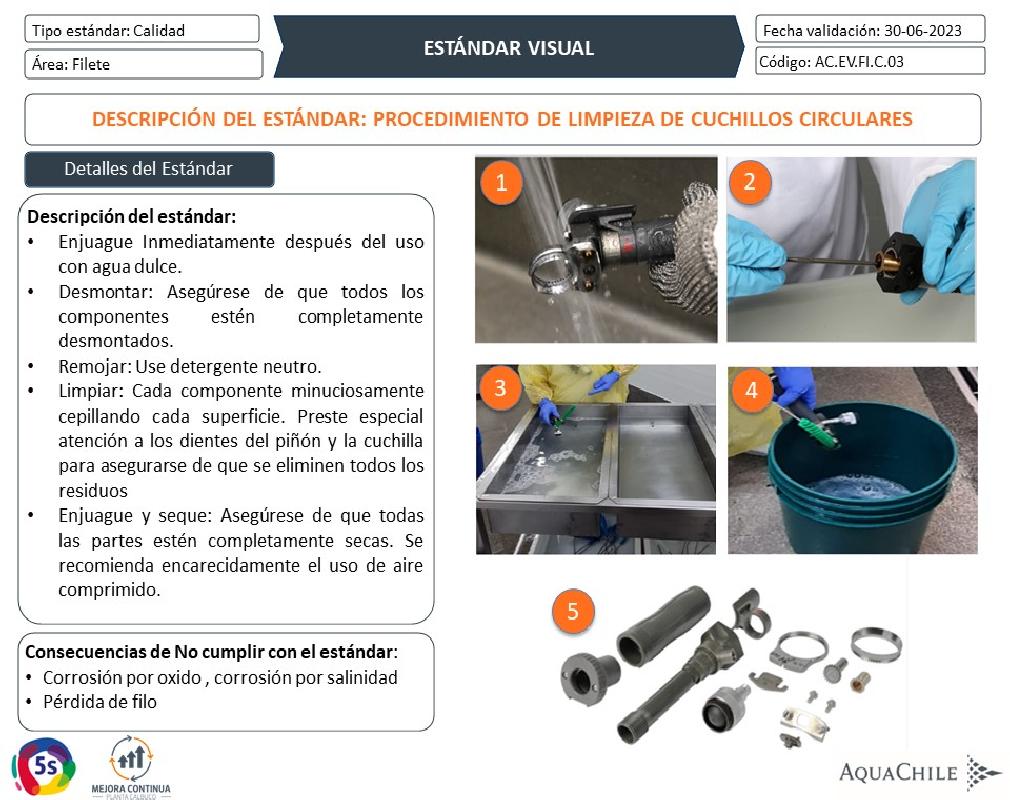 Tipo estándar: Calidad
Área: Filete
ESTÁNDAR VISUAL
Fecha validación: 30-06-2023
Código: AC.EV.FI.C.03
DESCRIPCIÓN DEL ESTÁNDAR: PROCEDIMIENTO DE LIMPIEZA DE CUCHILLOS CIRCULARES
Detalles del Estándar
Descripción del estándar:
• Enjuague Inmediatamente después del uso
con agua dulce.
• Desmontar: Asegúrese de que todos los
componentes estén completamente
desmontados.
• Remojar: Use detergente neutro.
• Limpiar: Cada componente minuciosamente
cepillando cada superficie. Preste especial
atención a los dientes del piñón y la cuchilla
para asegurarse de que se eliminen todos los
residuos
• Enjuague y seque: Asegúrese de que todas
las partes estén completamente secas. Se
recomienda encarecidamente el uso de aire
comprimido.
Consecuencias de No cumplir con el estándar:
• Corrosión por oxido , corrosión por salinidad
• Pérdida de filo
1
2
3
4
5
5s
MEJORA CONTINUA
PLANTA CALBUCO
AQUACHILE